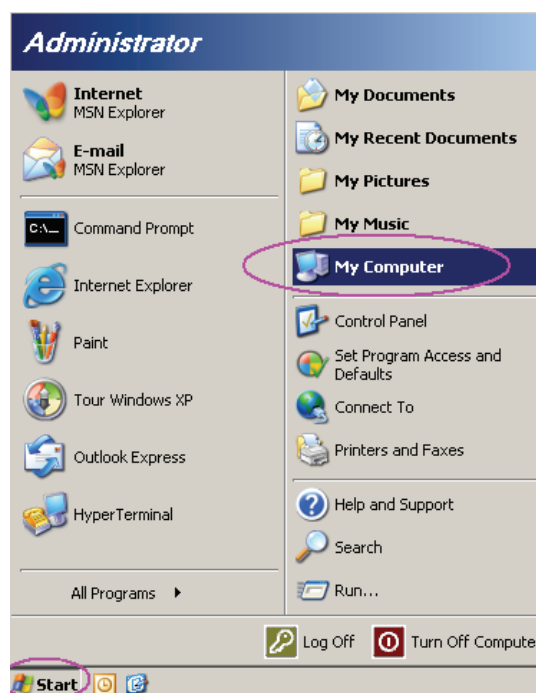 Administrator
Internet
MSN Explorer
E-mail
MSN Explorer
C:\_
Command Prompt
Internet Explorer
Paint
Tour Windows XP
Outlook Express
HyperTerminal
All Programs
My Documents
My Recent Documents
My Pictures
My Music
My Computer
Control Panel
Set Program Access and
Defaults
Connect To
Printers and Faxes
Help and Support
Search
Run...
Log Off
Turn Off Compute
Start